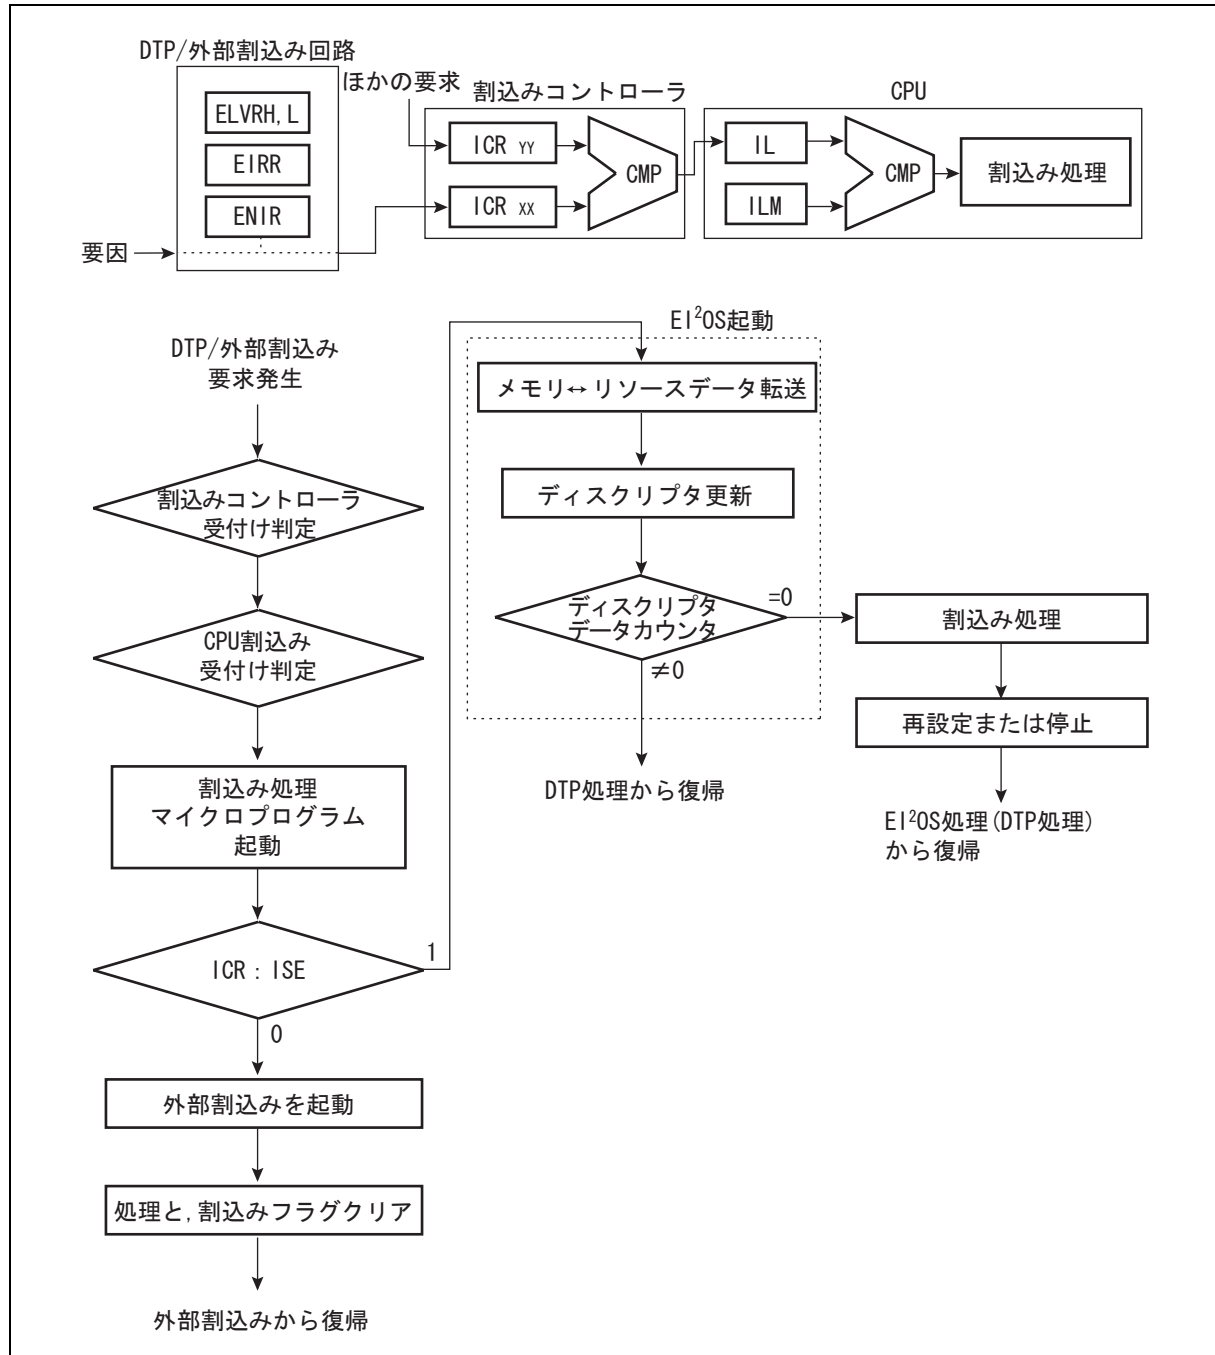 DTP/外部割込み回路
ほかの要求
割込みコントローラ
CPU
ELVRH, L
EIRR
ENIR
要因
ICR YY
ICR XX
CMP
IL
ILM
CMP
割込み処理
DTP/外部割込み
要求発生
割込みコントローラ
受付け判定
CPU割込み
受付け判定
割込み処理
マイクロプログラム
起動
ICR : ISE
1
0
外部割込みを起動
処理と, 割込みフラグクリア
外部割込みから復帰
EI²OS起動
メモリ↔リソースデータ転送
ディスクリプタ更新
ディスクリプタ
データカウンタ
=0
≠0
DTP処理から復帰
割込み処理
再設定または停止
EI²OS処理(DTP処理)
から復帰